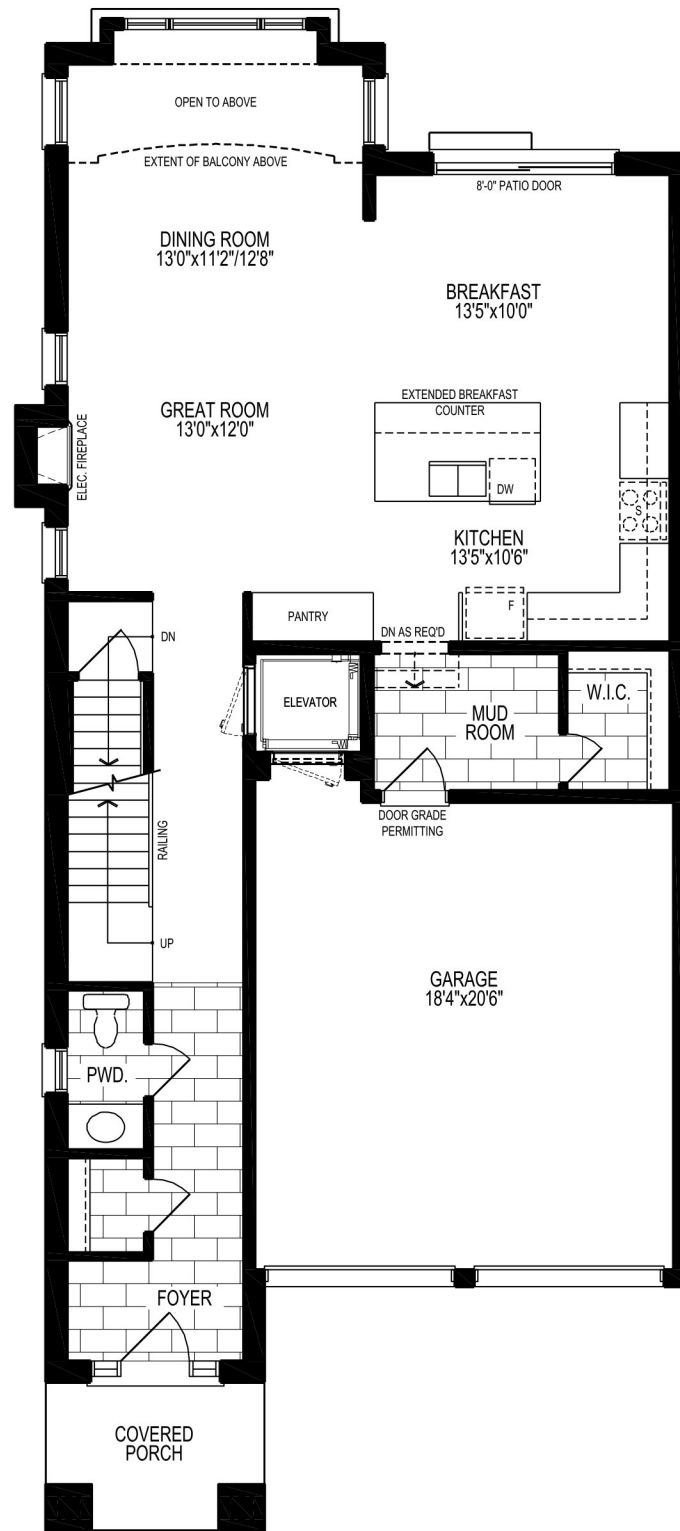 OPEN TO ABOVE
EXTENT OF BALCONY ABOVE
8'-0" PATIO DOOR
DINING ROOM
13'0"x11'2"/12'8"
BREAKFAST
13'5"x10'0"
EXTENDED BREAKFAST
COUNTER
GREAT ROOM
13'0"x12'0"
ELEC. FIREPLACE
DW
S
KITCHEN
13'5"x10'6"
F
PANTRY
DN AS REQ'D
DN
ELEVATOR
MUD
ROOM
W.I.C.
DOOR GRADE
PERMITTING
RAILING
UP
GARAGE
18'4"x20'6"
PWD.
FOYER
COVERED
PORCH